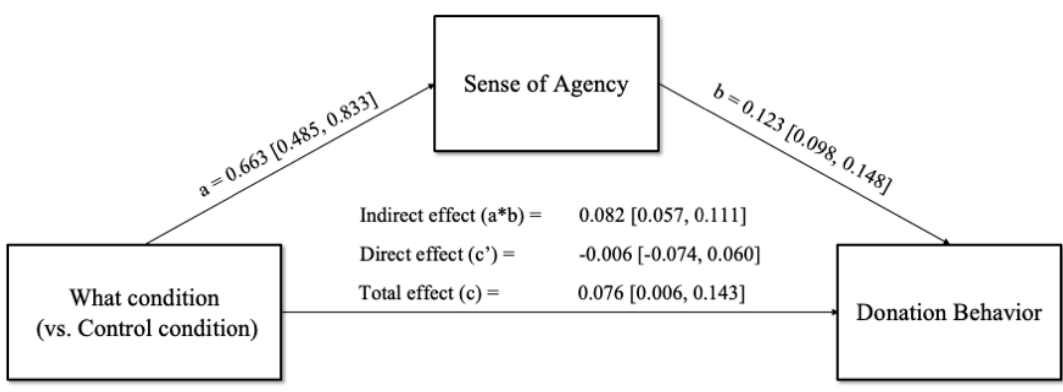 Sense of Agency
a = 0.663 [0.485, 0.833]
b = 0.123 [0.098, 0.148]
Indirect effect (a*b) = 0.082 [0.057, 0.111]
Direct effect (c’) = -0.006 [-0.074, 0.060]
Total effect (c) = 0.076 [0.006, 0.143]
What condition
(vs. Control condition)
Donation Behavior